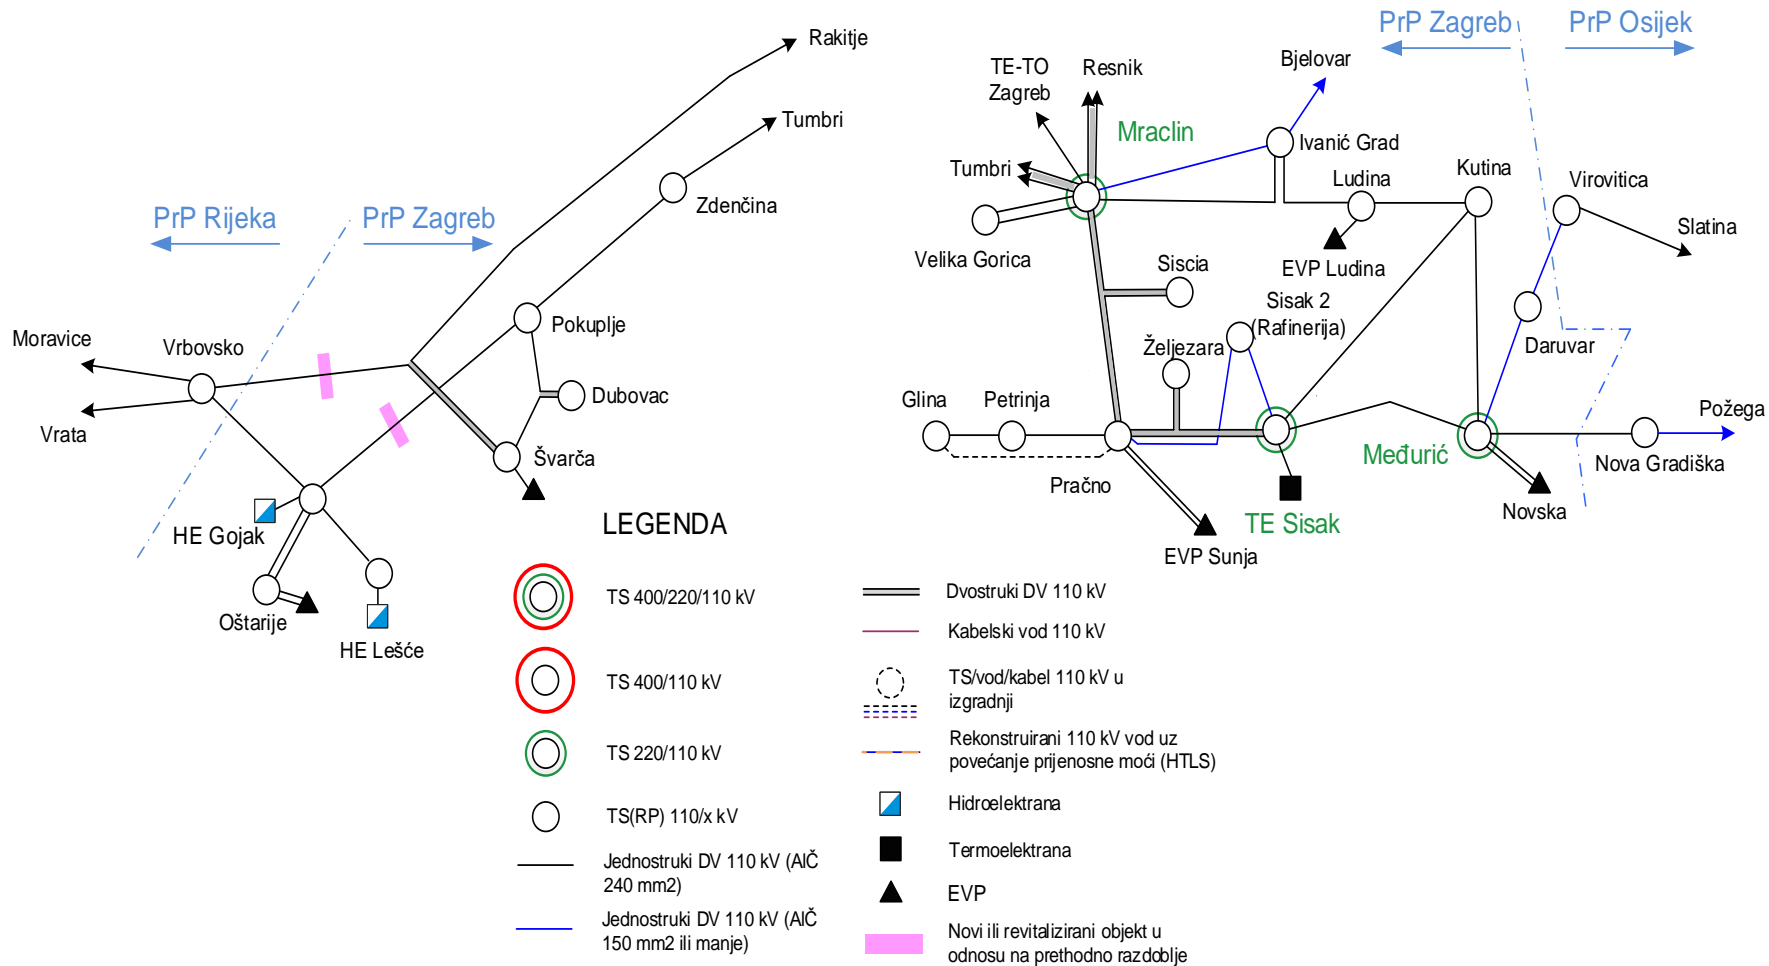 Rakitje
Tumbri
Zdenčina
PrP Rijeka
PrP Zagreb
Pokuplje
Moravice
Vrbovsko
Dubovac
Vrata
Švarča
HE Gojak
Oštarije
HE Lešće
PrP Zagreb
PrP Osijek
TE-TO
Zagreb
Resnik
Bjelovar
Mraclin
Ivanić Grad
Tumbri
Ludina
Kutina
Virovitica
Slatina
Velika Gorica
Siscia
EVP Ludina
Sisak 2
(Rafinerija)
Željezara
Daruvar
Glina
Petrinja
Požega
Međurić
Nova Gradiška
Pračno
TE Sisak
Novska
EVP Sunja
LEGENDA
TS 400/220/110 kV
TS 400/110 kV
TS 220/110 kV
TS(RP) 110/x kV
Jednostruki DV 110 kV (AlČ
240 mm2)
Jednostruki DV 110 kV (AlČ
150 mm2 ili manje)
Dvostruki DV 110 kV
Kabelski vod 110 kV
TS/vod/kabel 110 kV u
izgradnji
Rekonstruirani 110 kV vod uz
povećanje prijenosne moći (HTLS)
Hidroelektrana
Termoelektrana
EVP
Novi ili revitalizirani objekt u
odnosu na prethodno razdoblje